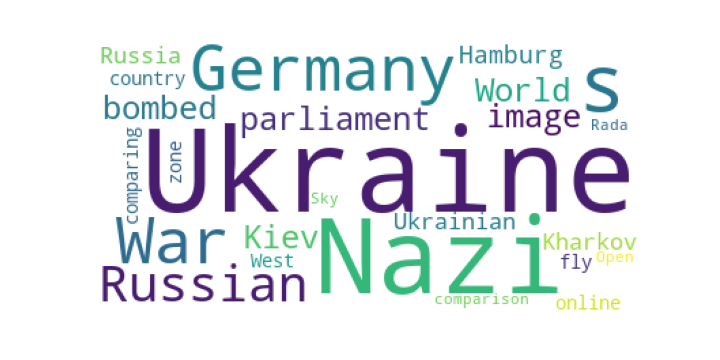 Russia
Germany
Hamburg
country
World
s
bombed
parliament
image
Rada
comparing
zone
Ukraine
Sky
War
Kiev
Nazi
Ukrainian
Kharkov
West
fly
Open
Russian
comparison
online